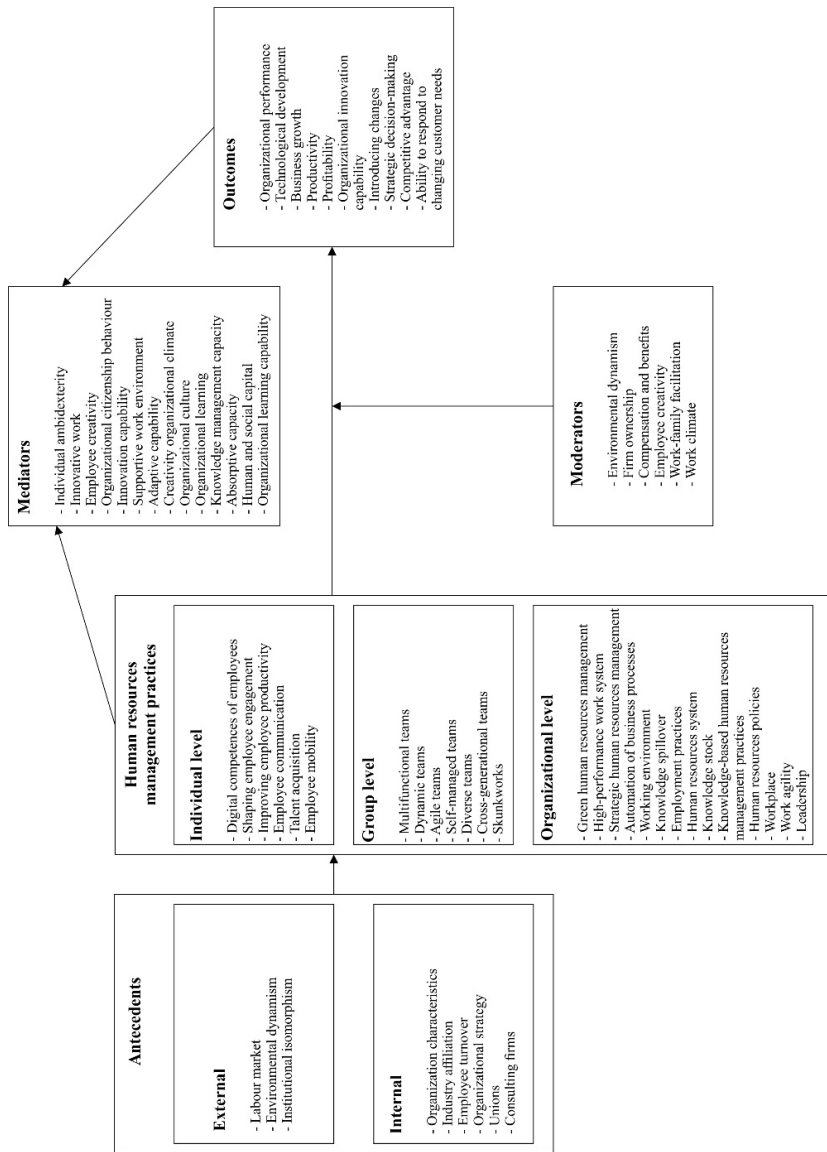 Antecedents
External
- Labour market
- Environmental dynamism
- Institutional isomorphism
Internal
- Organization characteristics
- Industry affiliation
- Employee turnover
- Organizational strategy
- Unions
- Consulting firms
Human resources
management practices
Individual level
- Digital competences of employees
- Shaping employee engagement
- Improving employee productivity
- Employee communication
- Talent acquisition
- Employee mobility
Group level
- Multifunctional teams
- Dynamic teams
- Agile teams
- Self-managed teams
- Diverse teams
- Cross-generational teams
- Skunkworks
Organizational level
- Green human resources management
- High-performance work system
- Strategic human resources management
- Automation of business processes
- Working environment
- Knowledge spillover
- Employment practices
- Human resources system
- Knowledge stock
- Knowledge-based human resources
management practices
- Human resources policies
- Workplace
- Work agility
- Leadership
Mediators
- Individual ambidexterity
- Innovative work
- Employee creativity
- Organizational citizenship behaviour
- Innovation capability
- Supportive work environment
- Adaptive capability
- Creativity organizational climate
- Organizational culture
- Organizational learning
- Knowledge management capacity
- Absorptive capacity
- Human and social capital
- Organizational learning capability
Moderators
- Environmental dynamism
- Firm ownership
- Compensation and benefits
- Employee creativity
- Work-family facilitation
- Work climate
Outcomes
- Organizational performance
- Technological development
- Business growth
- Productivity
- Profitability
- Organizational innovation
capability
- Introducing changes
- Strategic decision-making
- Competitive advantage
- Ability to respond to
changing customer needs